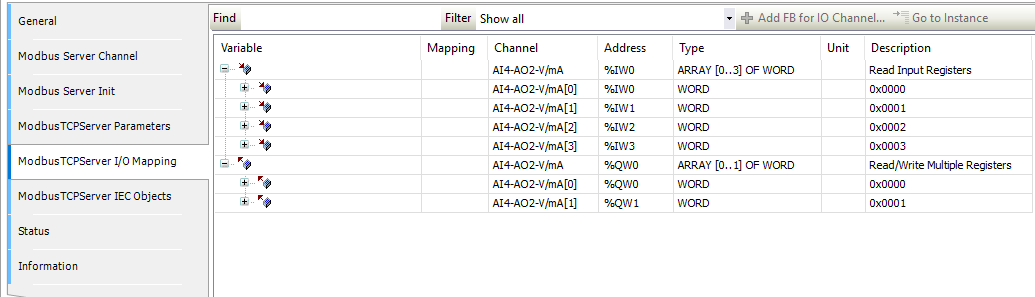 General
Modbus Server Channel
Modbus Server Init
ModbusTCPServer Parameters
ModbusTCPServer I/O Mapping
ModbusTCPServer IEC Objects
Status
Information
Find Filter Show all Add FB for IO Channel... Go to Instance
Variable Mapping Channel Address Type Unit Description
AI4-AO2-V/mA %IW0 ARRAY [0..3] OF WORD Read Input Registers
AI4-AO2-V/mA[0] %IW0 WORD 0x0000
AI4-AO2-V/mA[1] %IW1 WORD 0x0001
AI4-AO2-V/mA[2] %IW2 WORD 0x0002
AI4-AO2-V/mA[3] %IW3 WORD 0x0003
AI4-AO2-V/mA %QW0 ARRAY [0..1] OF WORD Read/Write Multiple Registers
AI4-AO2-V/mA[0] %QW0 WORD 0x0000
AI4-AO2-V/mA[1] %QW1 WORD 0x0001